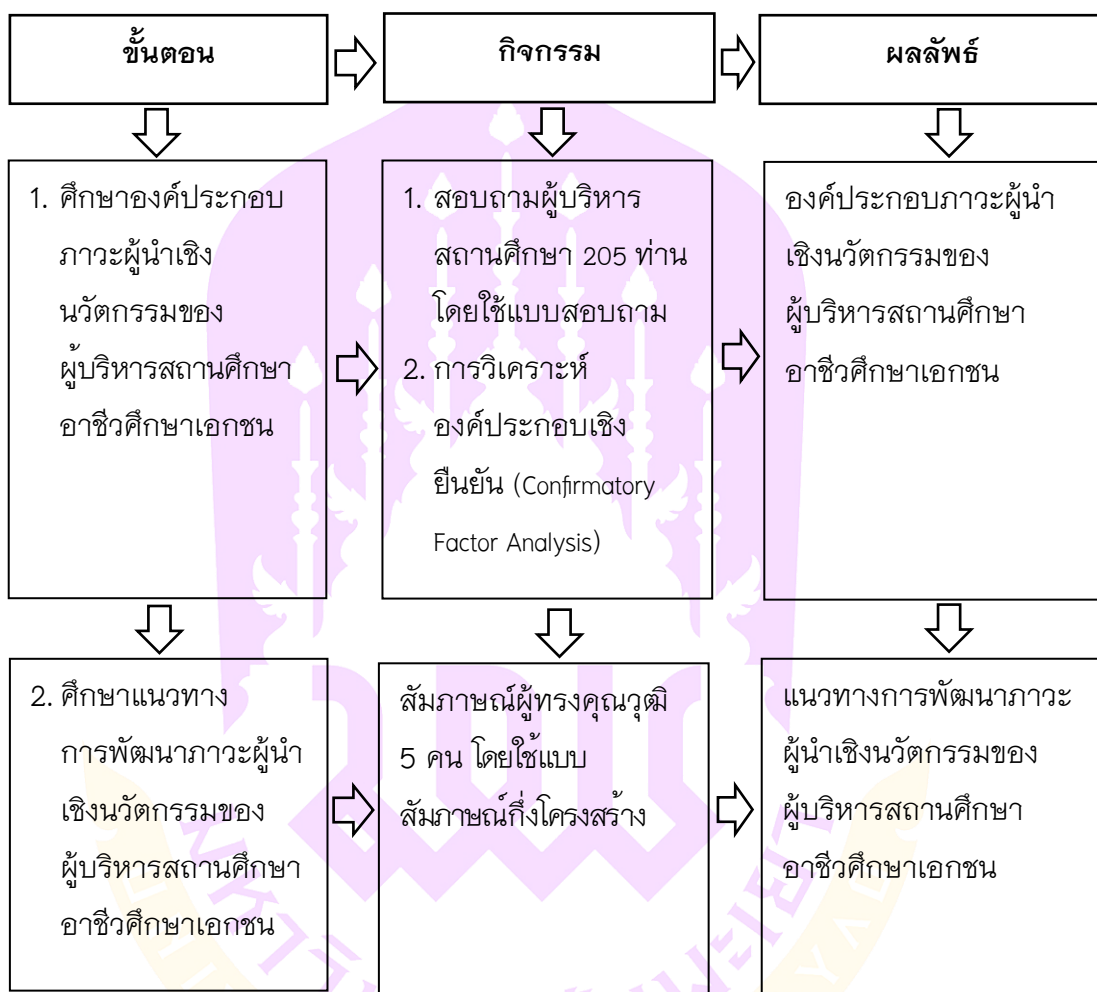 ขั้นตอน
กิจกรรม
ผลลัพธ์
1. ศึกษาองค์ประกอบ
ภาวะผู้นำเชิง
นวัตกรรมของ
ผู้บริหารสถานศึกษา
อาชีวศึกษาเอกชน
1. สอบถามผู้บริหาร
สถานศึกษา 205 ท่าน
โดยใช้แบบสอบถาม
2. การวิเคราะห์
องค์ประกอบเชิง
ยืนยัน (Confirmatory
Factor Analysis)
องค์ประกอบภาวะผู้นำ
เชิงนวัตกรรมของ
ผู้บริหารสถานศึกษา
อาชีวศึกษาเอกชน
2. ศึกษาแนวทาง
การพัฒนาภาวะผู้นำ
เชิงนวัตกรรมของ
ผู้บริหารสถานศึกษา
อาชีวศึกษาเอกชน
สัมภาษณ์ผู้ทรงคุณวุฒิ
5 คน โดยใช้แบบ
สัมภาษณ์กึ่งโครงสร้าง
แนวทางการพัฒนาภาวะ
ผู้นำเชิงนวัตกรรมของ
ผู้บริหารสถานศึกษา
อาชีวศึกษาเอกชน